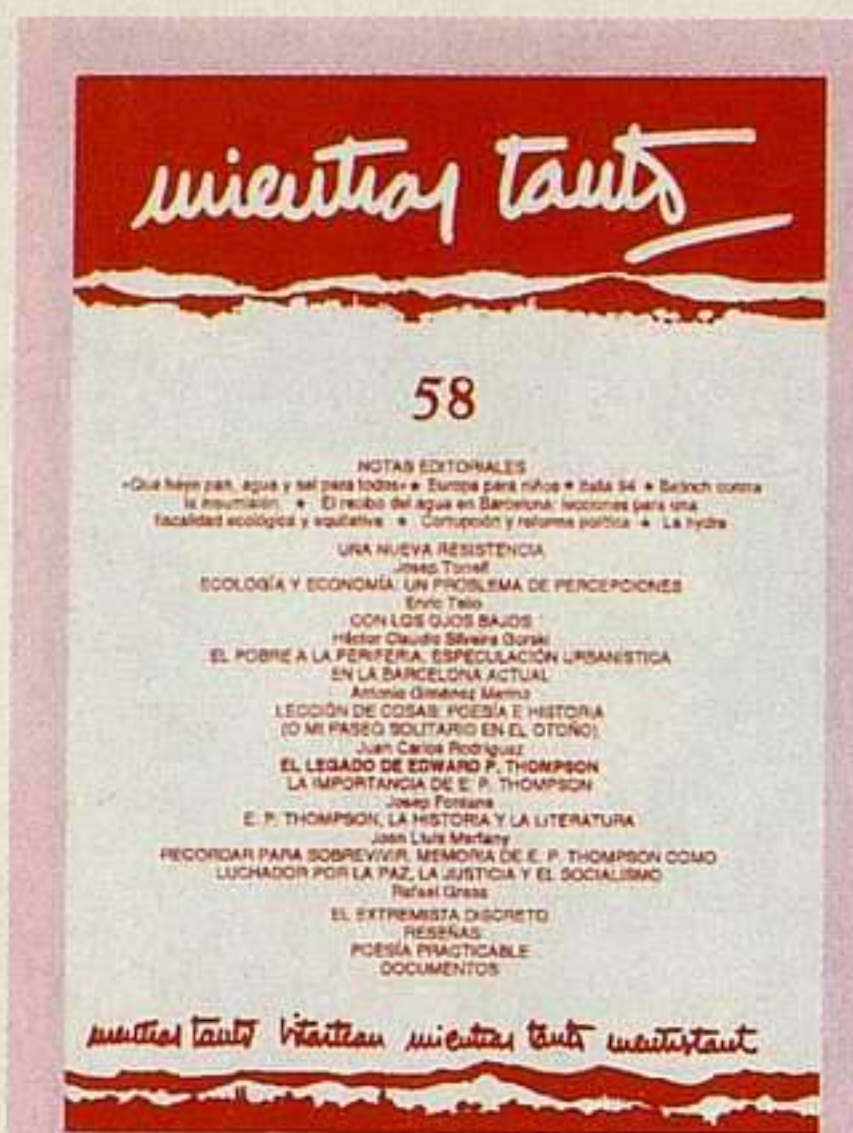 mientras tanto
58
NOTAS EDITORIALES
«Que haya pan, agua y sal para todos» ★ Europa para niños ★ Italia 94 ★ Belloch contra
la insumisión ★ El recibo del agua en Barcelona: lecciones para una
fiscalidad ecológica y equitativa ★ Corrupción y reforma política ★ La hydra
UNA NUEVA RESISTENCIA
Josep Torrell
ECOLOGÍA Y ECONOMÍA: UN PROBLEMA DE PERCEPCIONES
Enric Tello
CON LOS OJOS BAJOS
Héctor Claudio Silveira Gorski
EL POBRE A LA PERIFERIA: ESPECULACIÓN URBANÍSTICA
EN LA BARCELONA ACTUAL
Antonio Giménez Merino
LECCIÓN DE COSAS: POESÍA E HISTORIA
(O MI PASEO SOLITARIO EN EL OTOÑO)
Juan Carlos Rodríguez
EL LEGADO DE EDWARD P. THOMPSON
LA IMPORTANCIA DE E. P. THOMPSON
Josep Fontana
E. P. THOMPSON, LA HISTORIA Y LA LITERATURA
Joan Lluís Marfany
RECORDAR PARA SOBREVIVIR. MEMORIA DE E. P. THOMPSON COMO
LUCHADOR POR LA PAZ, LA JUSTICIA Y EL SOCIALISMO
Rafael Grasa
EL EXTREMISTA DISCRETO
RESEÑAS
POESÍA PRACTICABLE
DOCUMENTOS
mientras tanto bitartean mientras tanto mentrestant